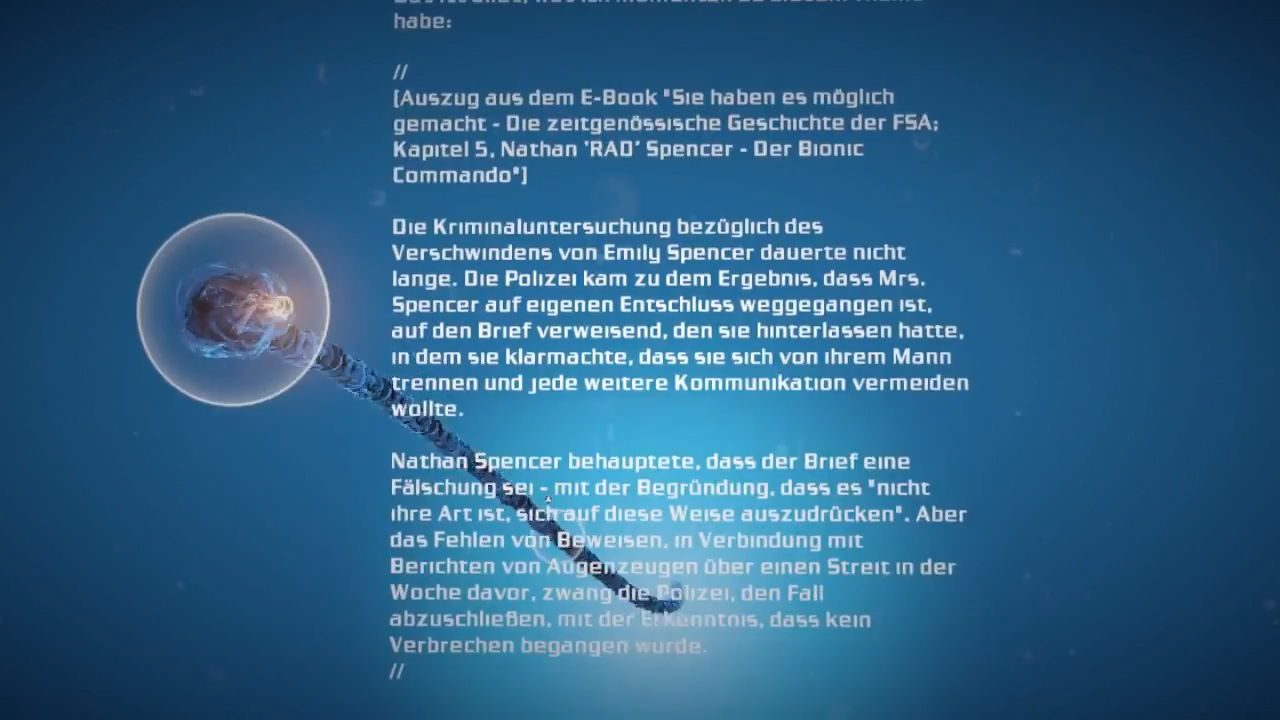 habe:
//
[Auszug aus dem E-Book "Sie haben es möglich
gemacht - Die zeitgenössische Geschichte der FSA;
Kapitel 5, Nathan 'RAD' Spencer - Der Bionic
Commando"]
Die Kriminaluntersuchung bezüglich des
Verschwindens von Emily Spencer dauerte nicht
lange. Die Polizei kam zu dem Ergebnis, dass Mrs.
Spencer auf eigenen Entschluss weggegangen ist,
auf den Brief verweisend, den sie hinterlassen hatte,
in dem sie klarmachte, dass sie sich von ihrem Mann
trennen und jede weitere Kommunikation vermeiden
wollte.
Nathan Spencer behauptete, dass der Brief eine
Fälschung sei - mit der Begründung, dass es "nicht
ihre Art ist, sich auf diese Weise auszudrücken". Aber
das Fehlen von Beweisen, in Verbindung mit
Berichten von Augenzeugen über einen Streit in der
Woche davor, zwang die Polizei, den Fall
abzuschließen, mit der Erkenntnis, dass kein
Verbrechen begangen wurde.
//